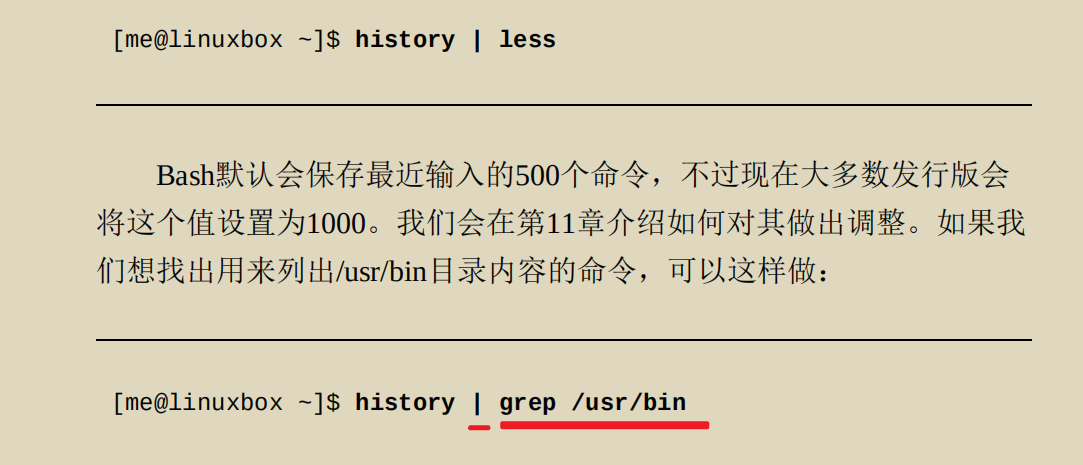 [me@linuxbox ~]$ history | less
Bash默认会保存最近输入的500个命令，不过现在大多数发行版会
将这个值设置为1000。我们会在第11章介绍如何对其做出调整。如果我
们想找出用来列出/usr/bin目录内容的命令，可以这样做：
[me@linuxbox ~]$ history | grep /usr/bin